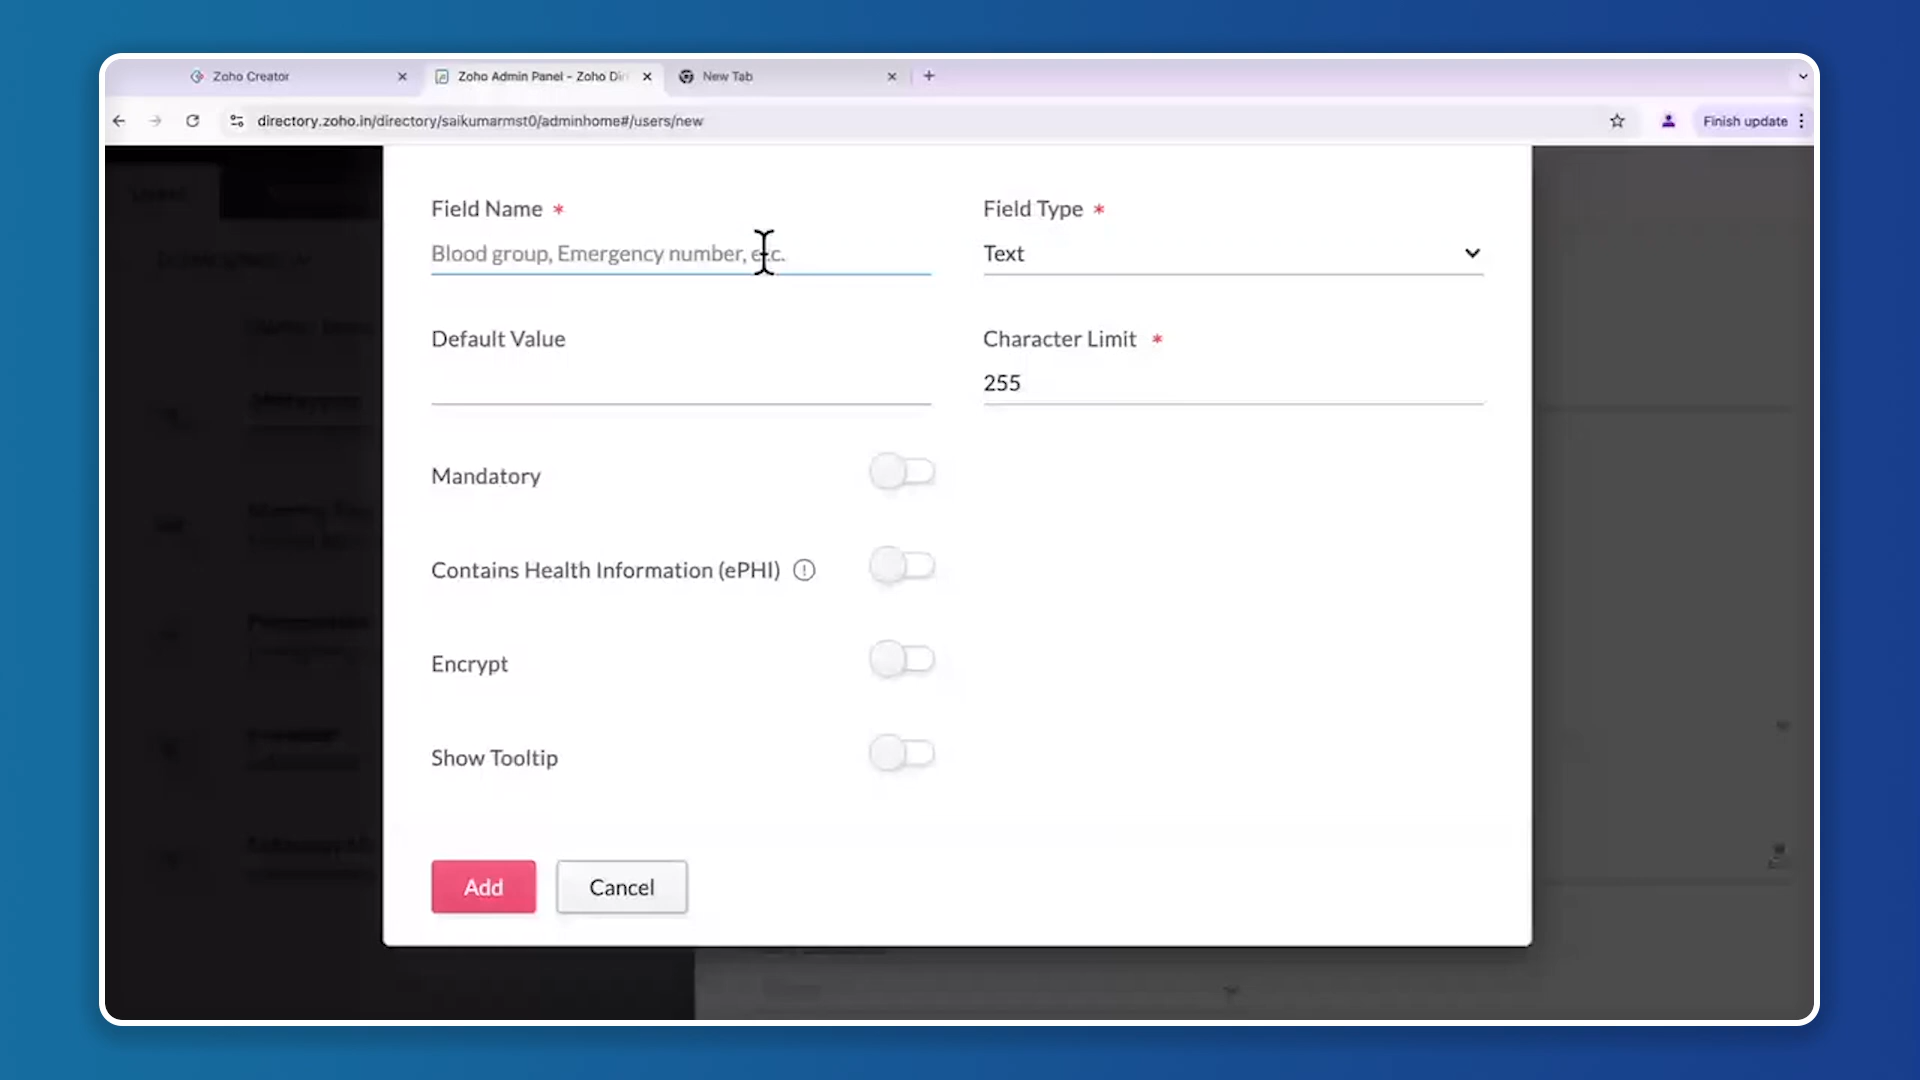 Zoho Creator
Zoho Admin Panel - Zoho Dir
New Tab
directory.zoho.in/directory/saikumarmst0/adminhome#/users/new
Finish update
Field Name *
Field Type *
Blood group, Emergency number, etc.
Text
Default Value
Character Limit *
255
Mandatory
Contains Health Information (ePHI)
Encrypt
Show Tooltip
Add
Cancel